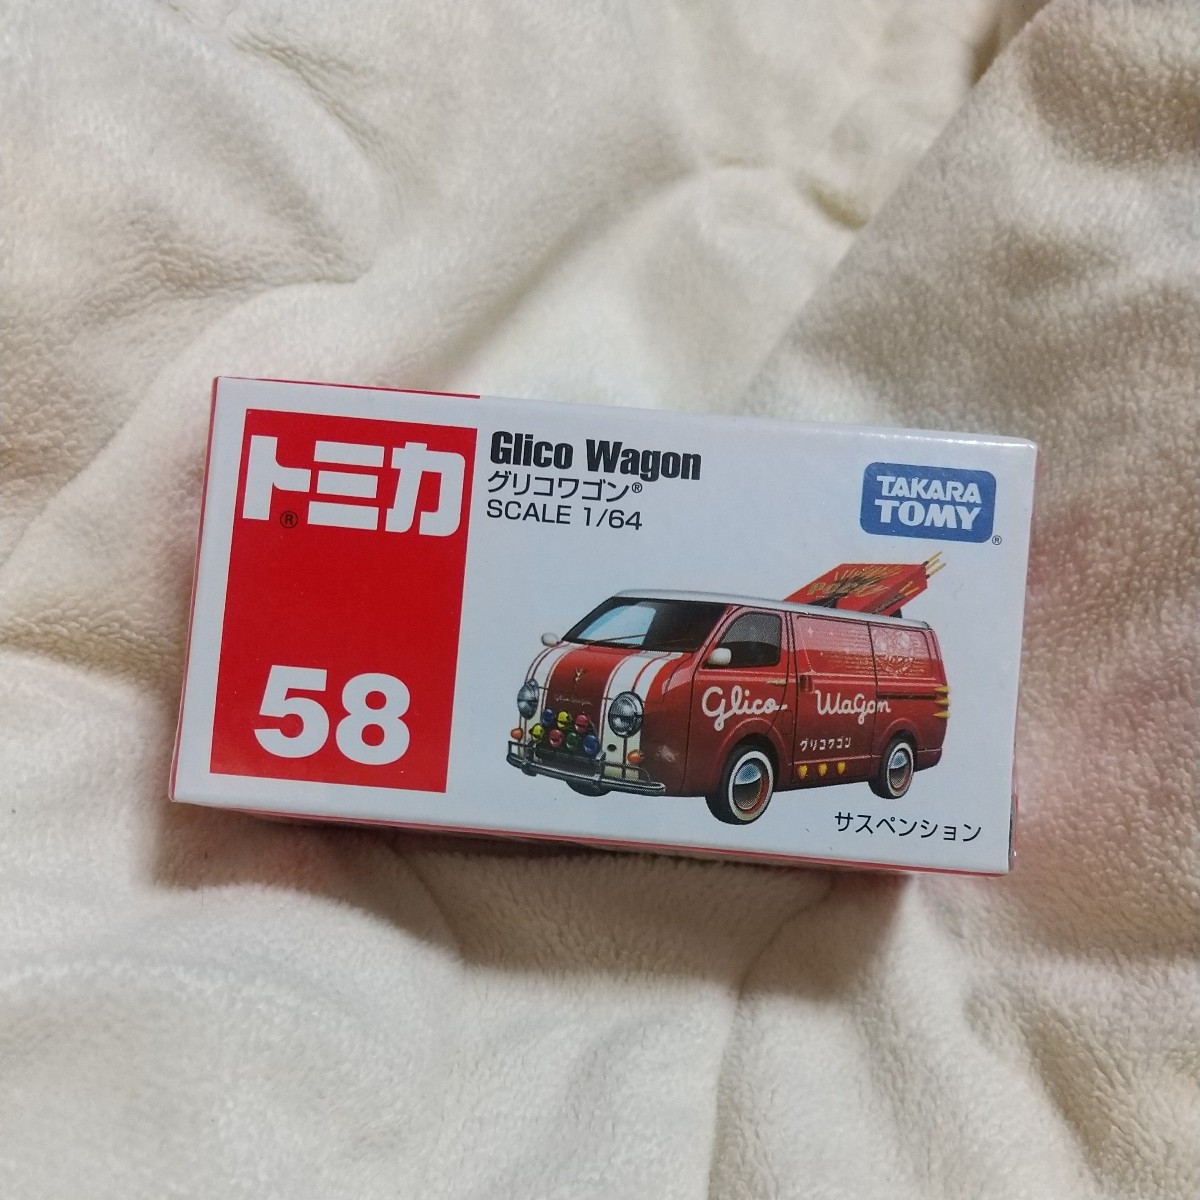 トミカ®
58
Glico Wagon
グリコワゴン®
SCALE 1/64
TAKARA
TOMY®
Pocky
Glico- Wagon
グリコワゴン
サスペンション